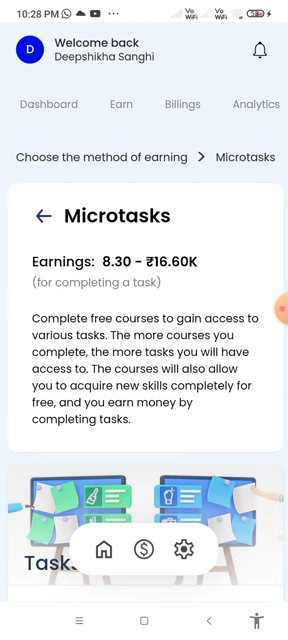 10:28 PM
Vo WiFi Vo WiFi
D
Welcome back
Deepshikha Sanghi
Dashboard Earn Billings Analytics
Choose the method of earning > Microtasks
← Microtasks
Earnings: 8.30 - ₹16.60K
(for completing a task)
Complete free courses to gain access to
various tasks. The more courses you
complete, the more tasks you will have
access to. The courses will also allow
you to acquire new skills completely for
free, and you earn money by
completing tasks.
Tasks